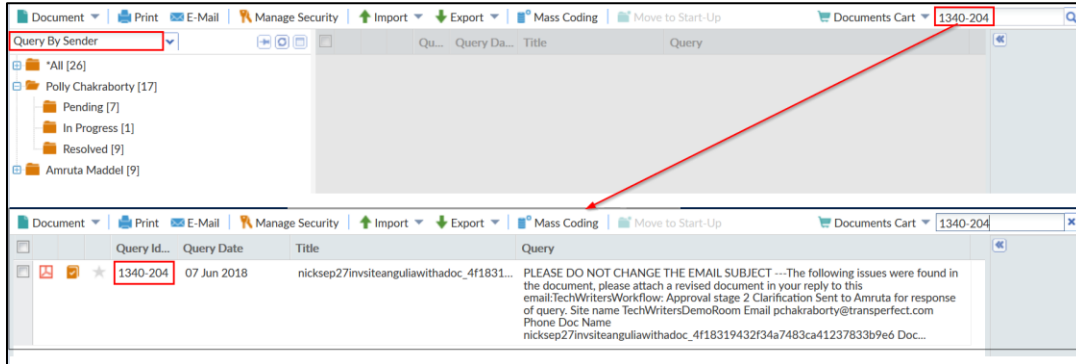 Document Print E-Mail Manage Security Import Export Mass Coding Move to Start-Up Documents Cart 1340-204
Query By Sender Qu... Query Da... Title Query
*All [26]
Polly Chakraborty [17]
Pending [7]
In Progress [1]
Resolved [9]
Amruta Maddel [9]
Document Print E-Mail Manage Security Import Export Mass Coding Move to Start-Up Documents Cart 1340-204
Query Id... Query Date Title Query
1340-204 07 Jun 2018 nicksep27invsiteanguliawithadoc_4f1831... PLEASE DO NOT CHANGE THE EMAIL SUBJECT ---The following issues were found in
the document, please attach a revised document in your reply to this
email:TechWritersWorkflow: Approval stage 2 Clarification Sent to Amruta for response
of query. Site name TechWritersDemoRoom Email pchakraborty@transperfect.com
Phone Doc Name
nicksep27invsiteanguliawithadoc_4f18319432f34a7483ca41237833b9e6 Doc...